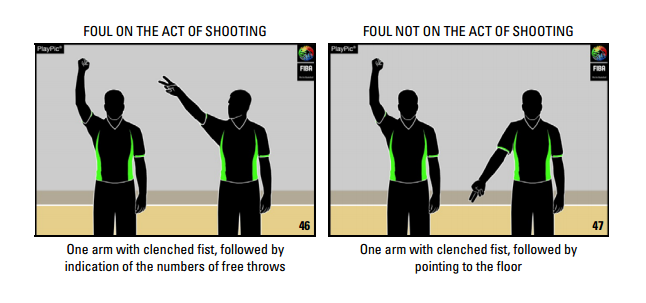 FOUL ON THE ACT OF SHOOTING
PlayPic®
FIBA
46
One arm with clenched fist, followed by
indication of the numbers of free throws
FOUL NOT ON THE ACT OF SHOOTING
PlayPic®
FIBA
47
One arm with clenched fist, followed by
pointing to the floor